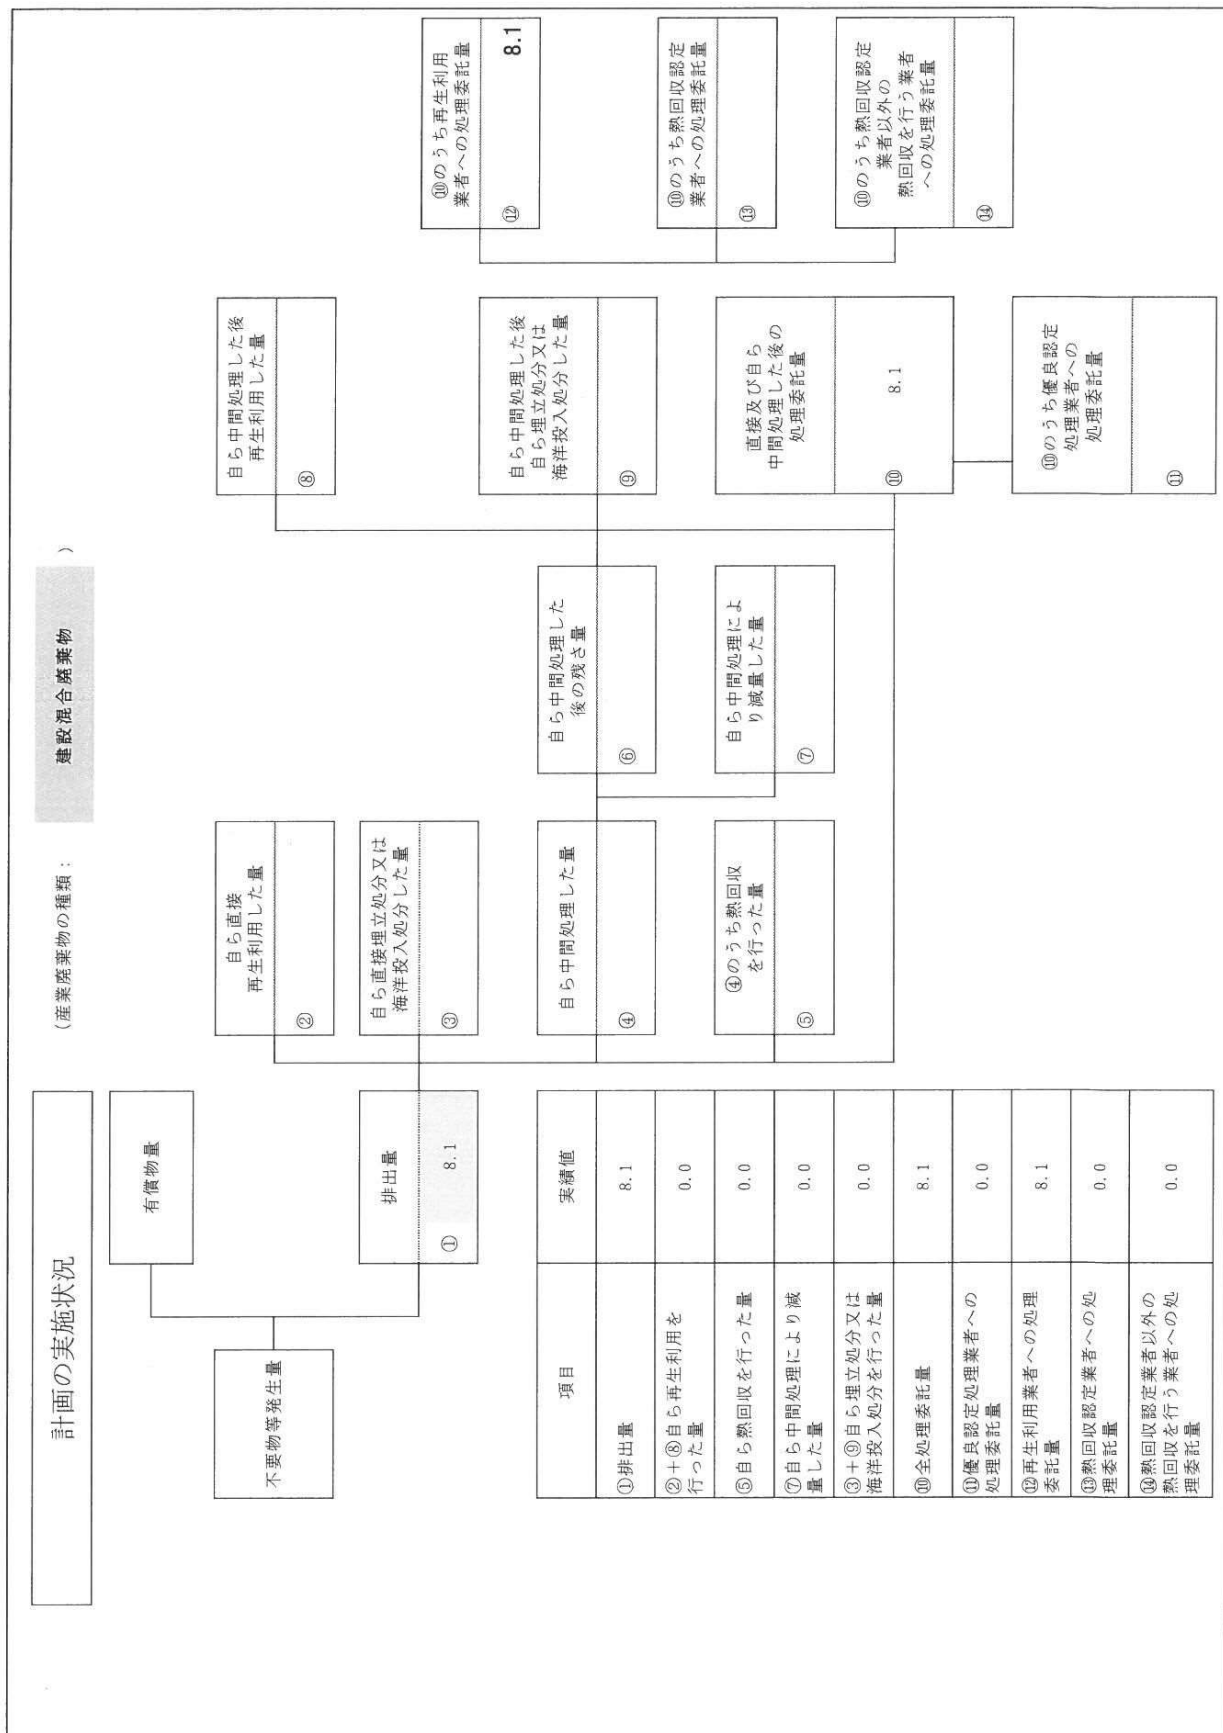 計画の実施状況
（産業廃棄物の種類：
建設混合廃棄物
）
不要物等発生量
有償物量
排出量
①
8.1
自ら直接
再生利用した量
②
自ら直接埋立処分又は
海洋投入処分した量
③
自ら中間処理した量
④
④のうち熱回収
を行った量
⑤
自ら中間処理した
後の残さ量
⑥
自ら中間処理によ
り減量した量
⑦
自ら中間処理した後
再生利用した量
⑧
自ら中間処理した後
自ら埋立処分又は
海洋投入処分した量
⑨
直接及び自ら
中間処理した後の
処理委託量
⑩
8.1
⑩のうち優良認定
処理業者への
処理委託量
⑪
⑩のうち再生利用
業者への処理委託量
⑫
8.1
⑩のうち熱回収認定
業者への処理委託量
⑬
⑩のうち熱回収認定
業者以外の
熱回収を行う業者
への処理委託量
⑭
項目
実績値
①排出量
8.1
②＋⑧自ら再生利用を
行った量
0.0
⑤自ら熱回収を行った量
0.0
⑦自ら中間処理により減
量した量
0.0
③＋⑨自ら埋立処分又は
海洋投入処分を行った量
0.0
⑩全処理委託量
8.1
⑪優良認定処理業者への
処理委託量
0.0
⑫再生利用業者への処理
委託量
8.1
⑬熱回収認定業者への処
理委託量
0.0
⑭熱回収認定業者以外の
熱回収を行う業者への処
理委託量
0.0